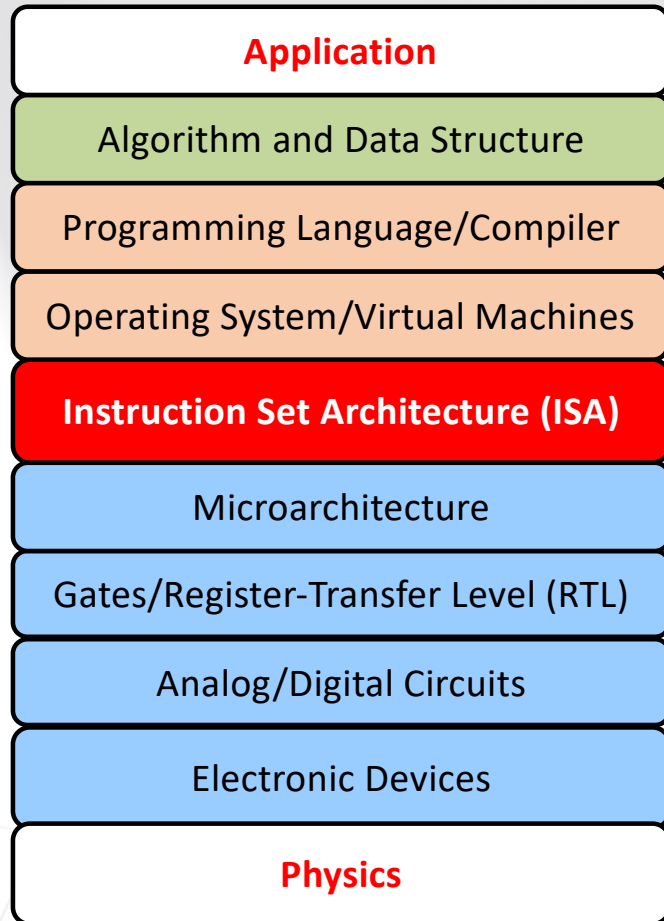 Application
Algorithm and Data Structure
Programming Language/Compiler
Operating System/Virtual Machines
Instruction Set Architecture (ISA)
Microarchitecture
Gates/Register-Transfer Level (RTL)
Analog/Digital Circuits
Electronic Devices
Physics